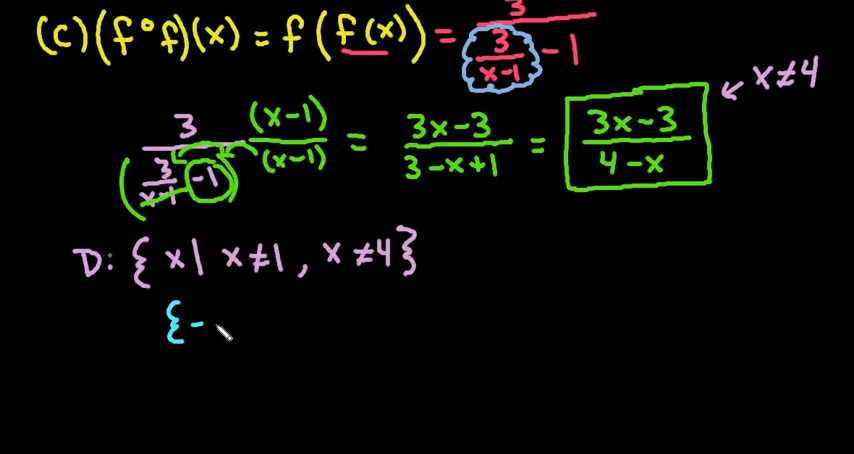 (c) (f∘f)(x) = f(f(x)) = 3/(3/(x-1) - 1)
3/(3/(x-1) - 1) (x-1)/(x-1) = (3x-3)/(3-x+1) = (3x-3)/(4-x) ← x≠4
D: { x | x≠1, x≠4}
{ -